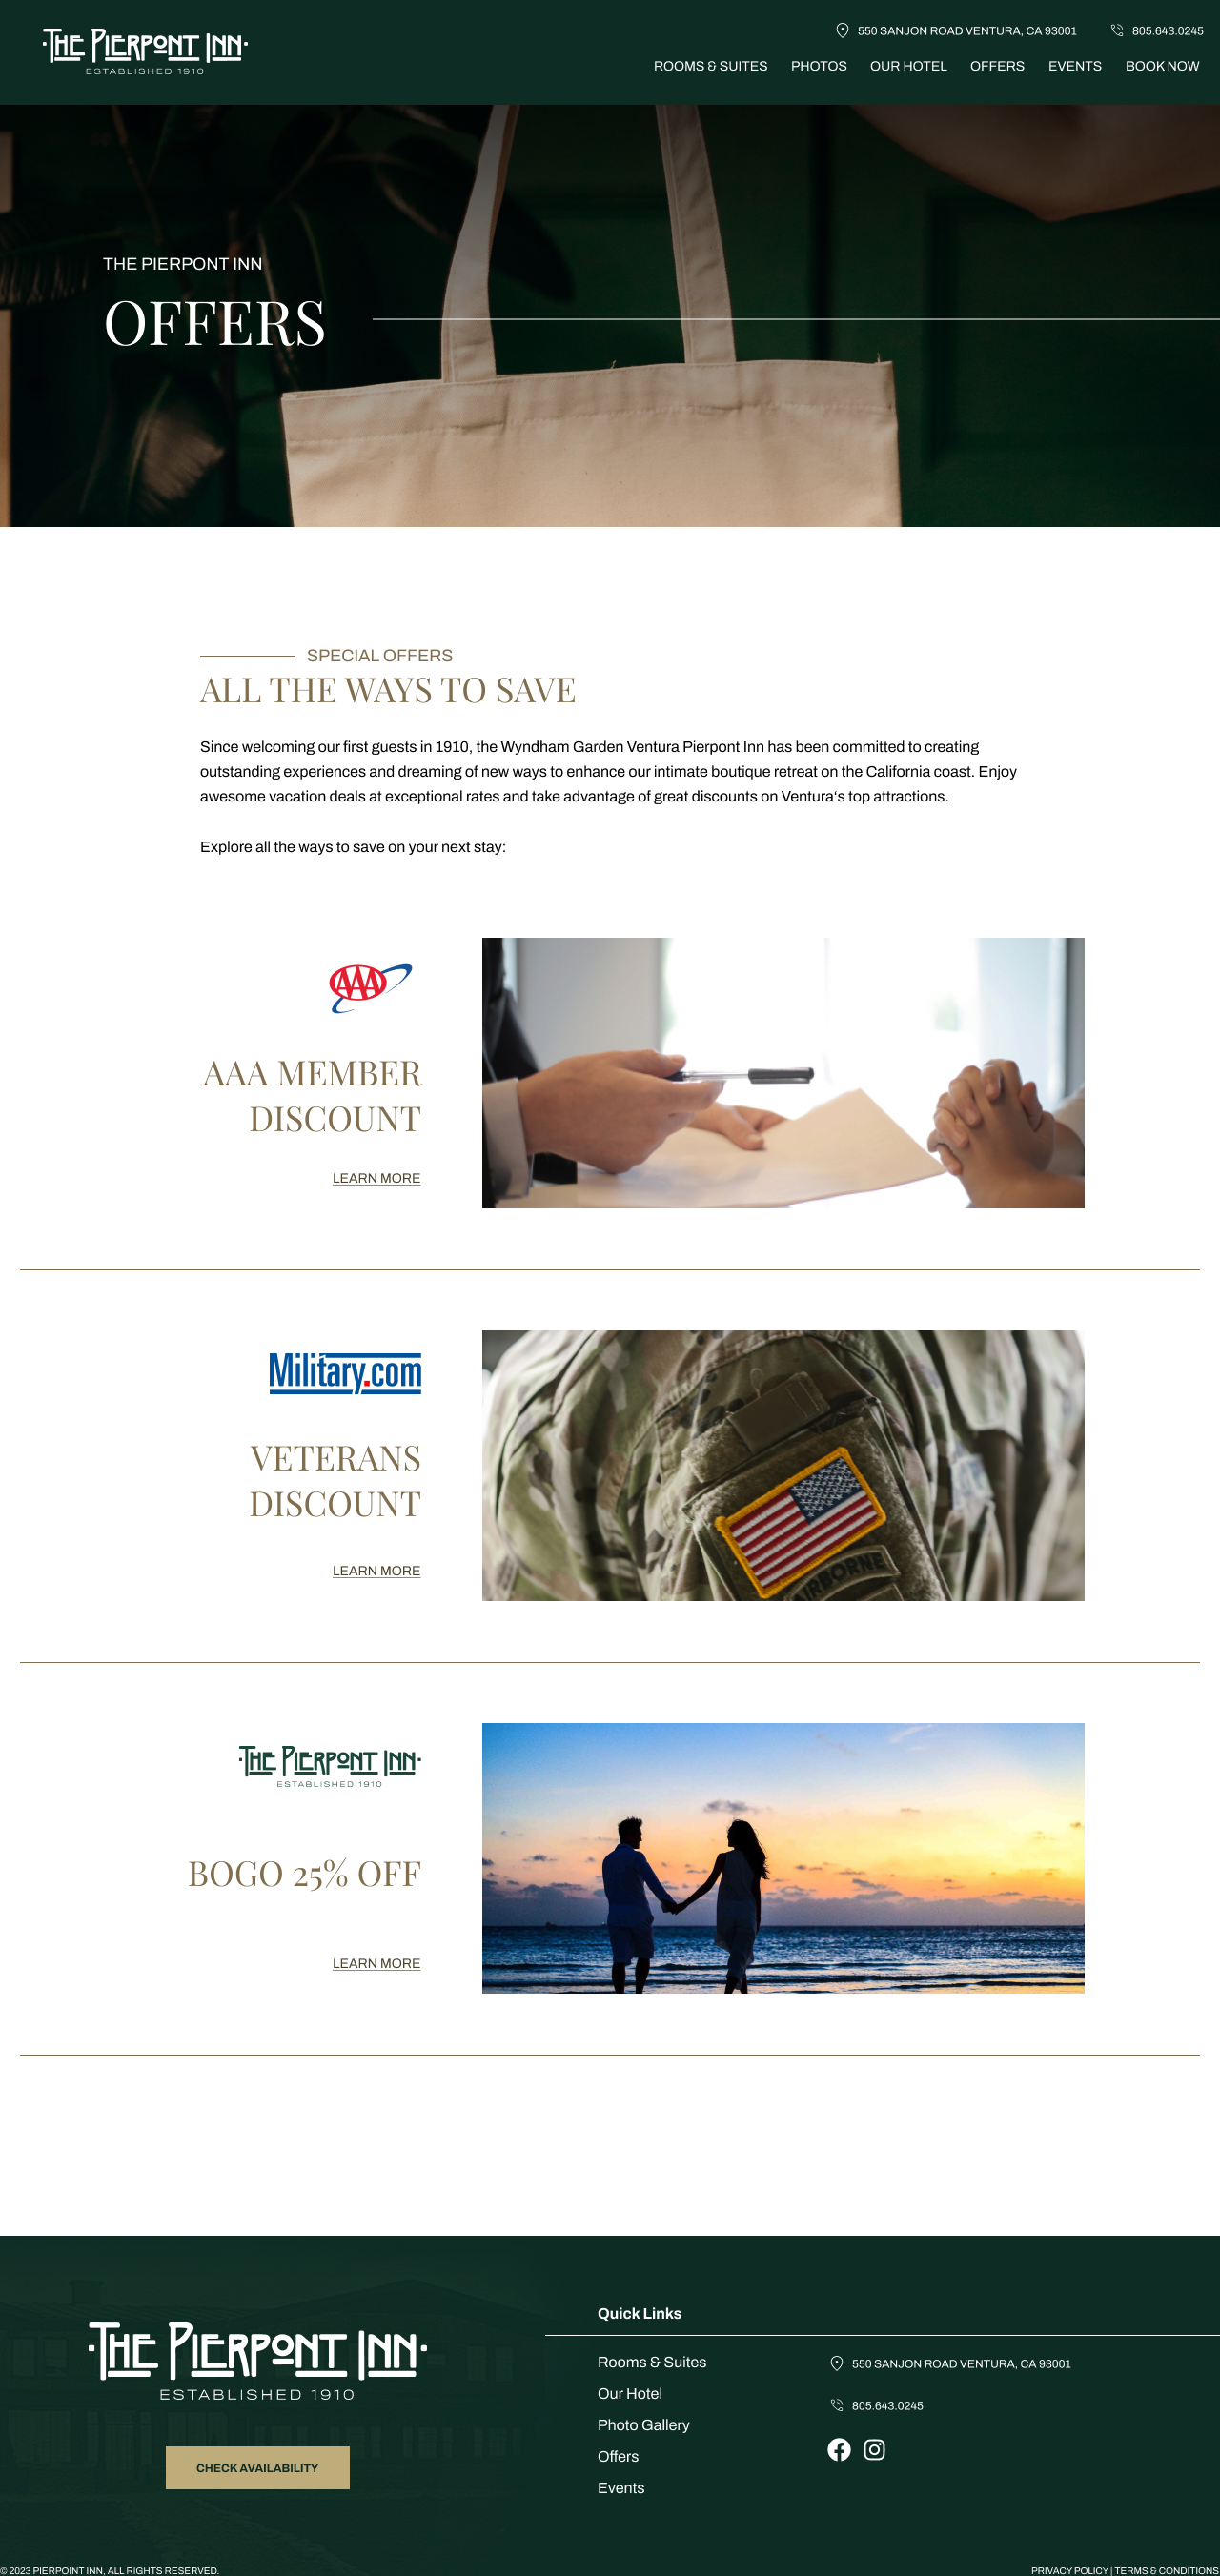 THE PIERPONT INN
ESTABLISHED 1910
550 SANJON ROAD VENTURA, CA 93001
805.643.0245
ROOMS & SUITES
PHOTOS
OUR HOTEL
OFFERS
EVENTS
BOOK NOW
THE PIERPONT INN
OFFERS
SPECIAL OFFERS
ALL THE WAYS TO SAVE
Since welcoming our first guests in 1910, the Wyndham Garden Ventura Pierpont Inn has been committed to creating
outstanding experiences and dreaming of new ways to enhance our intimate boutique retreat on the California coast. Enjoy
awesome vacation deals at exceptional rates and take advantage of great discounts on Ventura‘s top attractions.
Explore all the ways to save on your next stay:
AAA
AAA MEMBER
DISCOUNT
LEARN MORE
Military.com
VETERANS
DISCOUNT
LEARN MORE
AIRBORNE
THE PIERPONT INN
ESTABLISHED 1910
BOGO 25% OFF
LEARN MORE
THE PIERPONT INN
ESTABLISHED 1910
CHECK AVAILABILITY
Quick Links
Rooms & Suites
Our Hotel
Photo Gallery
Offers
Events
550 SANJON ROAD VENTURA, CA 93001
805.643.0245
© 2023 PIERPOINT INN, ALL RIGHTS RESERVED.
PRIVACY POLICY | TERMS & CONDITIONS